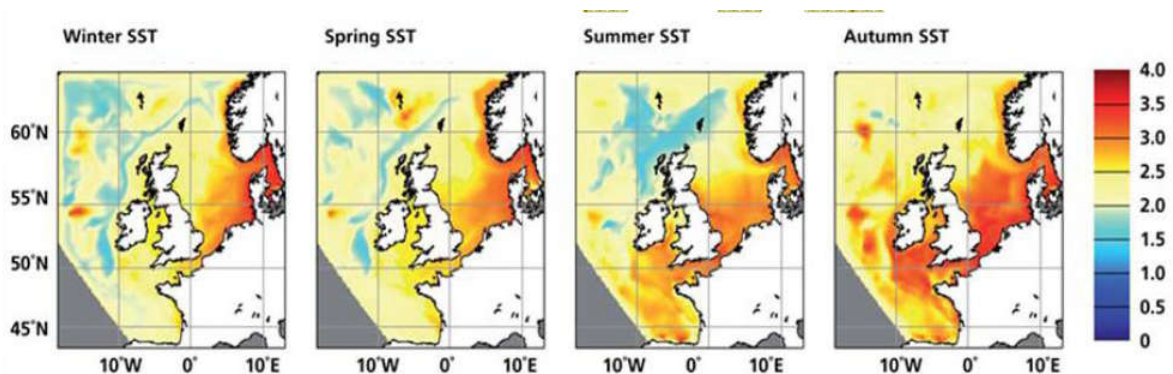 Winter SST
Spring SST
Summer SST
Autumn SST
60°N
55°N
50°N
45°N
10°W 0° 10°E
10°W 0° 10°E
10°W 0° 10°E
10°W 0° 10°E
4.0
3.5
3.0
2.5
2.0
1.5
1.0
0.5
0